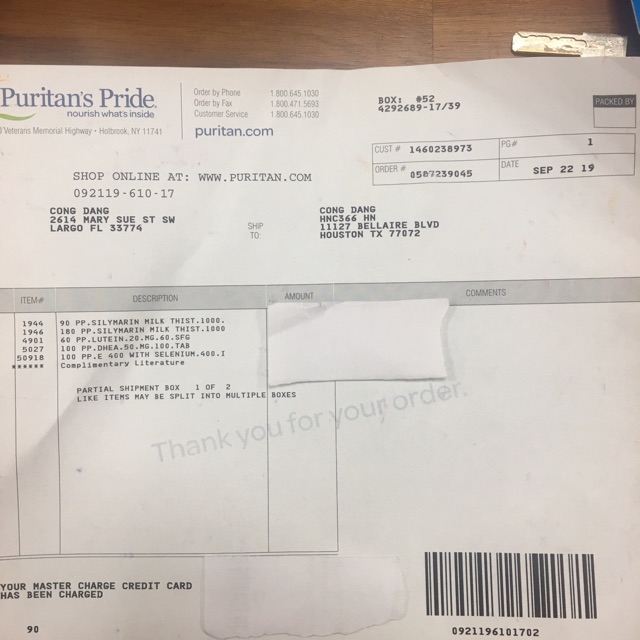 Puritan's Pride
nourish what's inside
Veterans Memorial Highway • Holbrook, NY 11741
Order by Phone 1.800.645.1030
Order by Fax 1.800.471.5693
Customer Service 1.800.645.1030
puritan.com
BOX: #52
4292689-17/39
PACKED BY
CUST # 1460238973 PG# 1
ORDER # 0587239045 DATE SEP 22 19
SHOP ONLINE AT: WWW.PURITAN.COM
092119-610-17
CONG DANG
2614 MARY SUE ST SW
LARGO FL 33774
SHIP
TO:
CONG DANG
HNC366 HN
11127 BELLAIRE BLVD
HOUSTON TX 77072
ITEM# DESCRIPTION AMOUNT COMMENTS
1944 90 PP.SILYMARIN MILK THIST.1000.
1946 180 PP.SILYMARIN MILK THIST.1000
4901 60 PP.LUTEIN.20.MG.60.SFG
5027 100 PP.DHEA.50.MG.100.TAB
50918 100 PP.E 400 WITH SELENIUM.400.I
****** Complimentary Literature
PARTIAL SHIPMENT BOX 1 OF 2
LIKE ITEMS MAY BE SPLIT INTO MULTIPLE BOXES
Thank you for your order.
YOUR MASTER CHARGE CREDIT CARD
HAS BEEN CHARGED
90
0921196101702